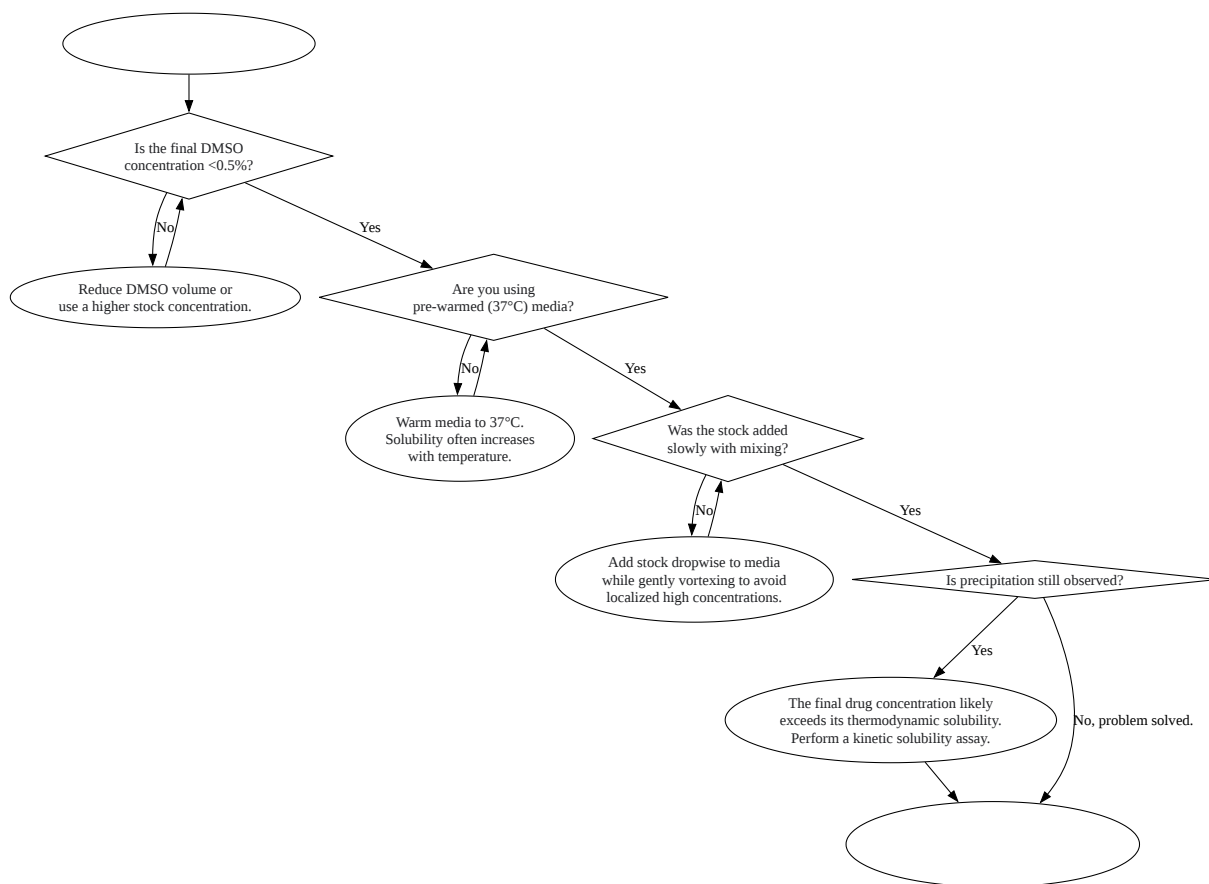 Is the final DMSO
concentration <0.5%?
No
Yes
Reduce DMSO volume or
use a higher stock concentration.
Are you using
pre-warmed (37°C) media?
No
Yes
Warm media to 37°C.
Solubility often increases
with temperature.
Was the stock added
slowly with mixing?
No
Yes
Add stock dropwise to media
while gently vortexing to avoid
localized high concentrations.
Is precipitation still observed?
Yes
No, problem solved.
The final drug concentration likely
exceeds its thermodynamic solubility.
Perform a kinetic solubility assay.